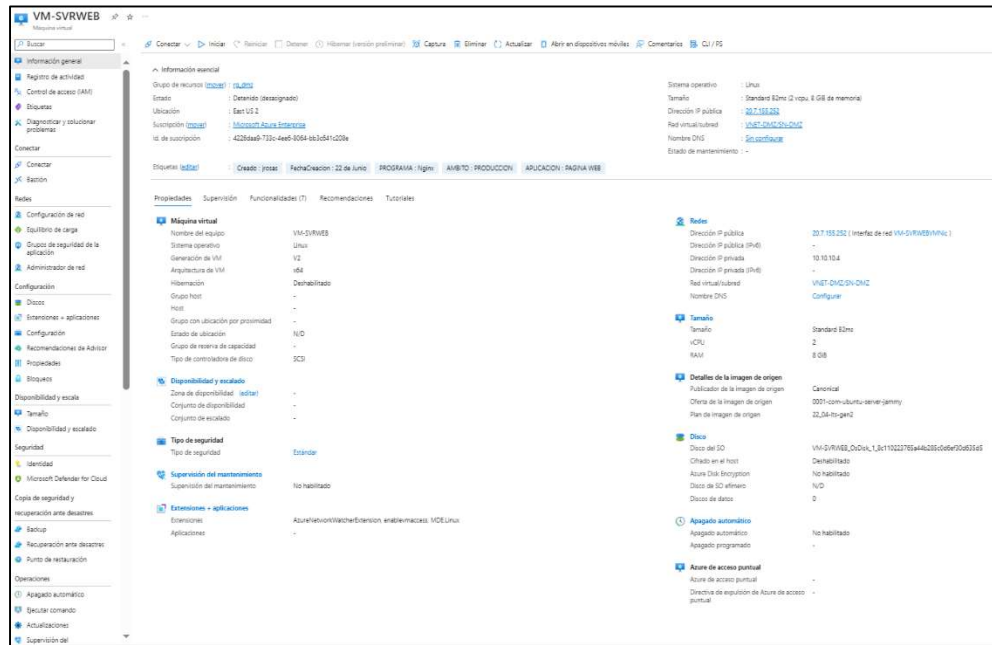 VM-SVRWEB
Máquina virtual
Buscar
Conectar Iniciar Reiniciar Detener Hibernar (versión preliminar) Captura Eliminar Actualizar Abrir en dispositivos móviles Comentarios CLI / PS
Información general
Registro de actividad
Control de acceso (IAM)
Etiquetas
Diagnosticar y solucionar
problemas
Conectar
Conectar
Bastión
Redes
Configuración de red
Equilibrio de carga
Grupos de seguridad de la
aplicación
Administrador de red
Configuración
Discos
Extensiones + aplicaciones
Configuración
Recomendaciones de Advisor
Propiedades
Bloqueos
Disponibilidad y escala
Tamaño
Disponibilidad y escalado
Seguridad
Identidad
Microsoft Defender for Cloud
Copia de seguridad y
recuperación ante desastres
Backup
Recuperación ante desastres
Punto de restauración
Operaciones
Apagado automático
Ejecutar comando
Actualizaciones
Supervisión del
Información esencial
Grupo de recursos (mover) : rg_dmz
Estado : Detenido (desasignado)
Ubicación : East US 2
Suscripción (mover) : Microsoft Azure Enterprise
Id. de suscripción :
Sistema operativo : Linux
Tamaño : Standard B2ms (2 vcpu, 8 GiB de memoria)
Dirección IP pública : 20.7.155.252
Red virtual/subred : VNET-DMZ/SN-DMZ
Nombre DNS : Sin configurar
Estado de mantenimiento : -
Etiquetas (editar) : Creado : jrosas FechaCreacion : 22 de Junio PROGRAMA : Nginx AMBITO : PRODUCCION APLICACION : PAGINA WEB
Propiedades Supervisión Funcionalidades (7) Recomendaciones Tutoriales
Máquina virtual
Nombre del equipo VM-SVRWEB
Sistema operativo Linux
Generación de VM V2
Arquitectura de VM x64
Hibernación Deshabilitado
Grupo host -
Host -
Grupo con ubicación por proximidad -
Estado de ubicación N/D
Grupo de reserva de capacidad -
Tipo de controladora de disco SCSI
Disponibilidad y escalado
Zona de disponibilidad (editar) -
Conjunto de disponibilidad -
Conjunto de escalado -
Tipo de seguridad
Tipo de seguridad Estándar
Supervisión del mantenimiento
Supervisión del mantenimiento No habilitado
Extensiones + aplicaciones
Extensiones AzureNetworkWatcherExtension, enablevmaccess, MDE.Linux
Aplicaciones -
Redes
Dirección IP pública 20.7.155.252 ( Interfaz de red VM-SVRWEBVMNic )
Dirección IP pública (IPv6) -
Dirección IP privada 10.10.10.4
Dirección IP privada (IPv6) -
Red virtual/subred VNET-DMZ/SN-DMZ
Nombre DNS Configurar
Tamaño
Tamaño Standard B2ms
vCPU 2
RAM 8 GiB
Detalles de la imagen de origen
Publicador de la imagen de origen Canonical
Oferta de la imagen de origen 0001-com-ubuntu-server-jammy
Plan de imagen de origen 22_04-lts-gen2
Disco
Disco del SO
Cifrado en el host Deshabilitado
Azure Disk Encryption No habilitado
Disco de SO efímero N/D
Discos de datos 0
Apagado automático
Apagado automático No habilitado
Apagado programado -
Azure de acceso puntual
Azure de acceso puntual -
Directiva de expulsión de Azure de acceso -
puntual